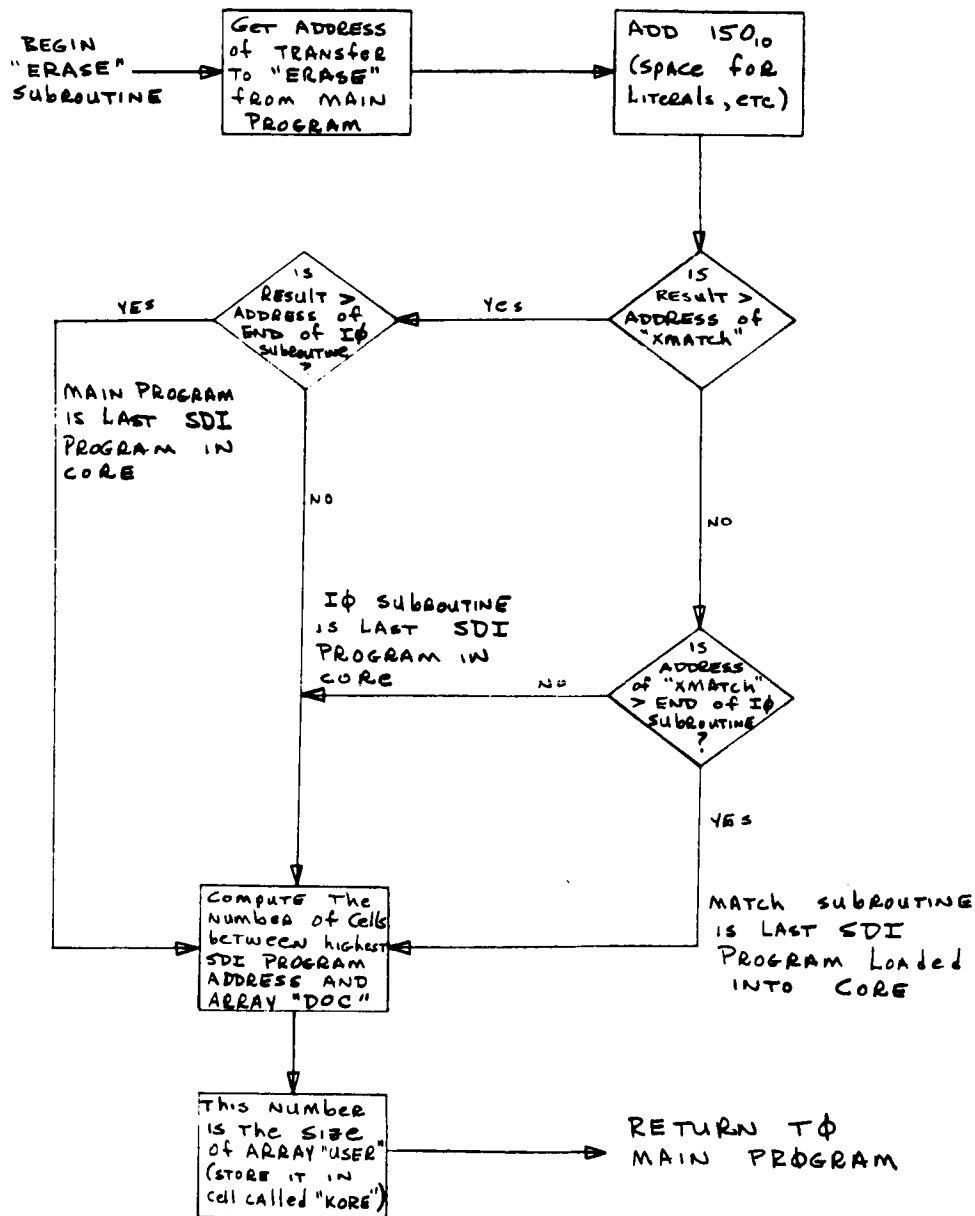 BEGIN
"ERASE"
SUBROUTINE
GET ADDRESS
of TRANSfer
To "ERASE"
from MAIN
PROGRAM
ADD 150₁₀
(SPACE for
LITERALS, ETC)
IS
RESULT >
ADDRESS of
"XMATCH"
YES
IS
RESULT >
ADDRESS of
END of IØ
SUBROUTINE
?
YES
MAIN PROGRAM
IS LAST SDI
PROGRAM IN
CORE
NO
NO
IØ SUBROUTINE
IS LAST SDI
PROGRAM IN
CORE
IS
ADDRESS
of "XMATCH"
> END of IØ
SUBROUTINE
?
NO
YES
MATCH SUBROUTINE
IS LAST SDI
PROGRAM LOADED
INTO CORE
COMPUTE The
NUMBER of Cells
between highest
SDI PROGRAM
ADDRESS AND
ARRAY "DOC"
This NUMBER
is The SIZE
of ARRAY "USER"
(STORE IT IN
Cell CALLED "KORE")
RETURN TØ
MAIN PRØGRAM